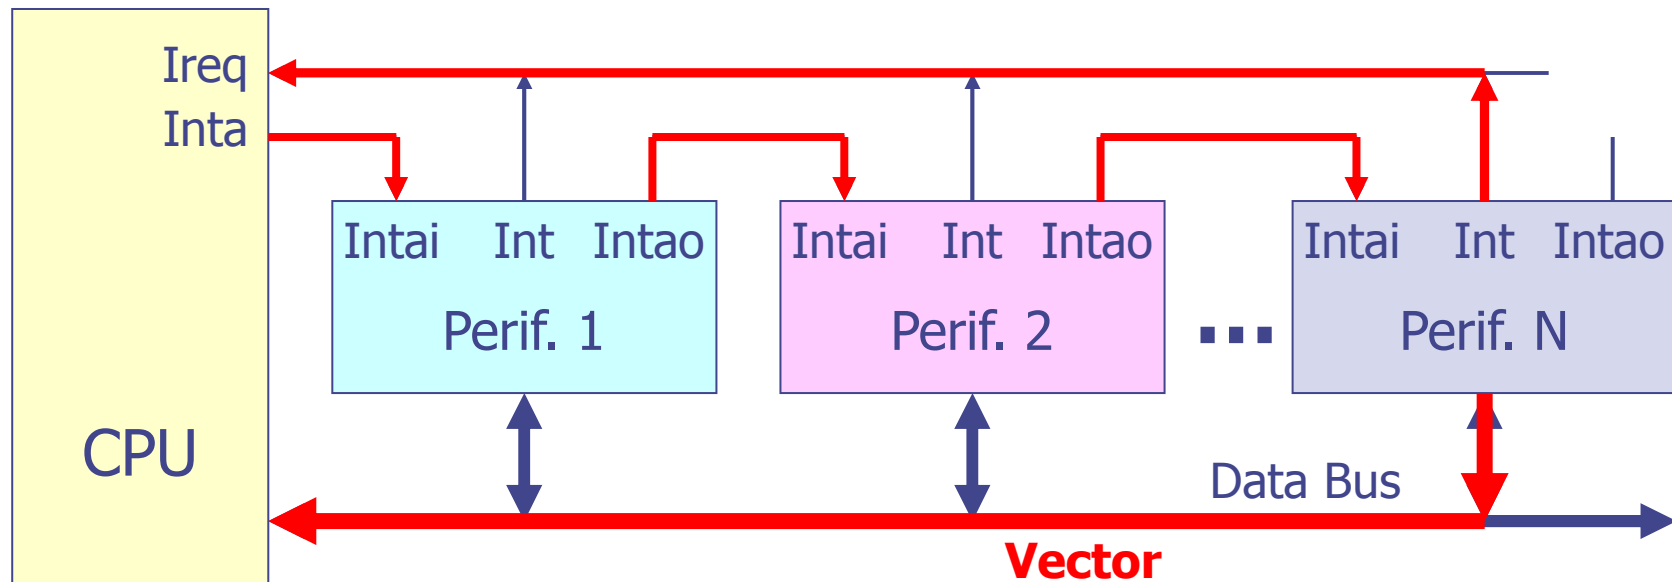 Ireq
Inta
CPU
Intai Int Intao
Perif. 1
Intai Int Intao
Perif. 2
...
Intai Int Intao
Perif. N
Data Bus
Vector